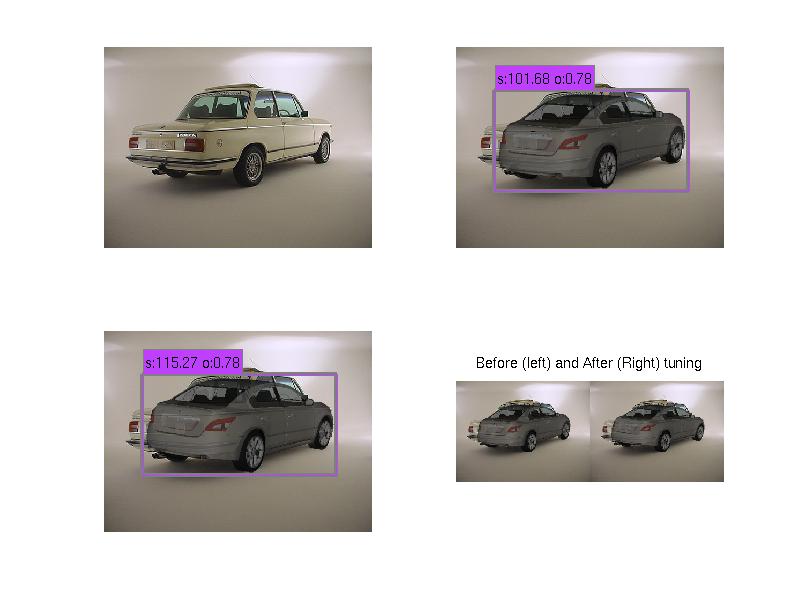 s:101.68 o:0.78
s:115.27 o:0.78
Before (left) and After (Right) tuning